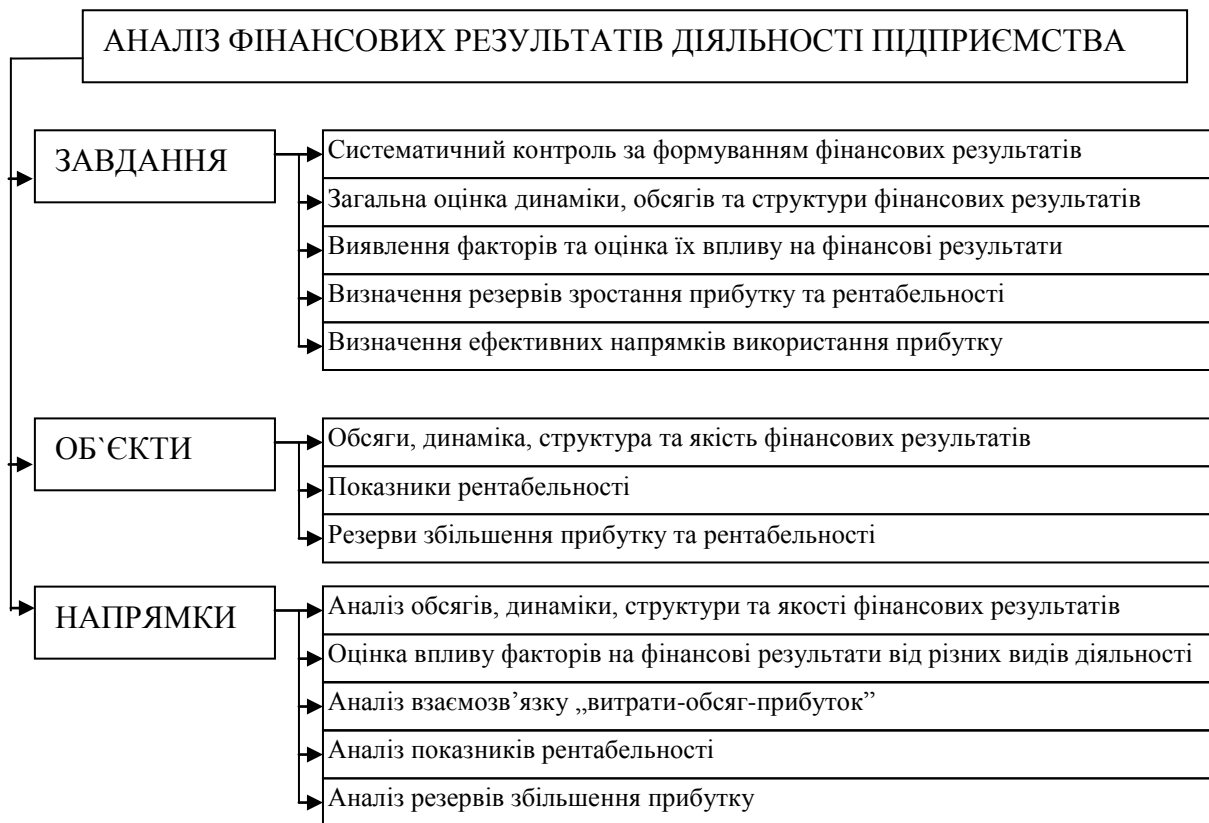 АНАЛІЗ ФІНАНСОВИХ РЕЗУЛЬТАТІВ ДІЯЛЬНОСТІ ПІДПРИЄМСТВА
ЗАВДАННЯ
Систематичний контроль за формуванням фінансових результатів
Загальна оцінка динаміки, обсягів та структури фінансових результатів
Виявлення факторів та оцінка їх впливу на фінансові результати
Визначення резервів зростання прибутку та рентабельності
Визначення ефективних напрямків використання прибутку
ОБ`ЄКТИ
Обсяги, динаміка, структура та якість фінансових результатів
Показники рентабельності
Резерви збільшення прибутку та рентабельності
НАПРЯМКИ
Аналіз обсягів, динаміки, структури та якості фінансових результатів
Оцінка впливу факторів на фінансові результати від різних видів діяльності
Аналіз взаємозв’язку „витрати-обсяг-прибуток”
Аналіз показників рентабельності
Аналіз резервів збільшення прибутку